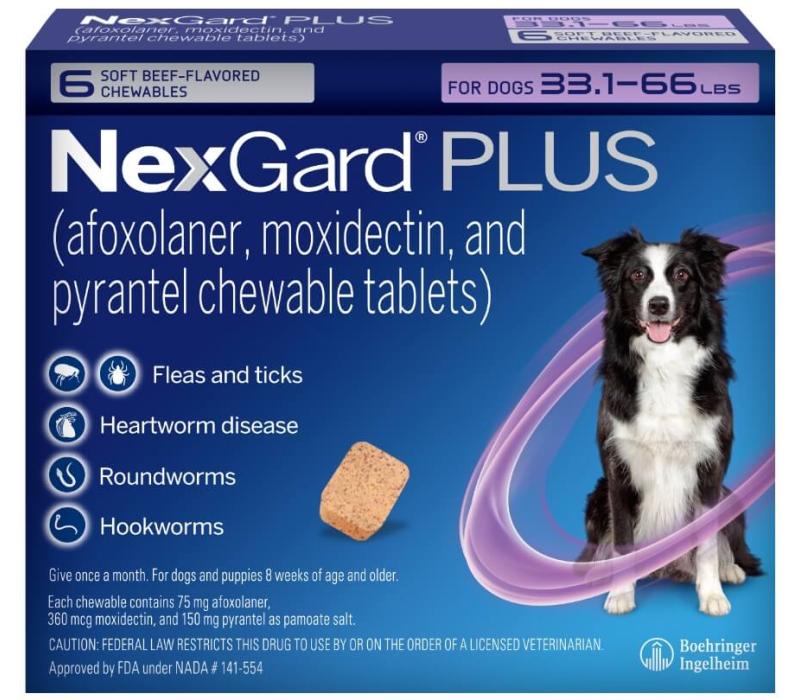 NexGard PLUS
(afoxolaner, moxidectin, and
pyrantel chewable tablets)
FOR DOGS
33.1–66 LBS
6 SOFT BEEF-FLAVORED
CHEWABLES
6 SOFT BEEF-FLAVORED
CHEWABLES
FOR DOGS 33.1–66 LBS
NexGard® PLUS
(afoxolaner, moxidectin, and
pyrantel chewable tablets)
Fleas and ticks
Heartworm disease
Roundworms
Hookworms
Give once a month. For dogs and puppies 8 weeks of age and older.
Each chewable contains 75 mg afoxolaner,
360 mcg moxidectin, and 150 mg pyrantel as pamoate salt.
CAUTION: FEDERAL LAW RESTRICTS THIS DRUG TO USE BY OR ON THE ORDER OF A LICENSED VETERINARIAN.
Approved by FDA under NADA # 141-554
Boehringer
Ingelheim